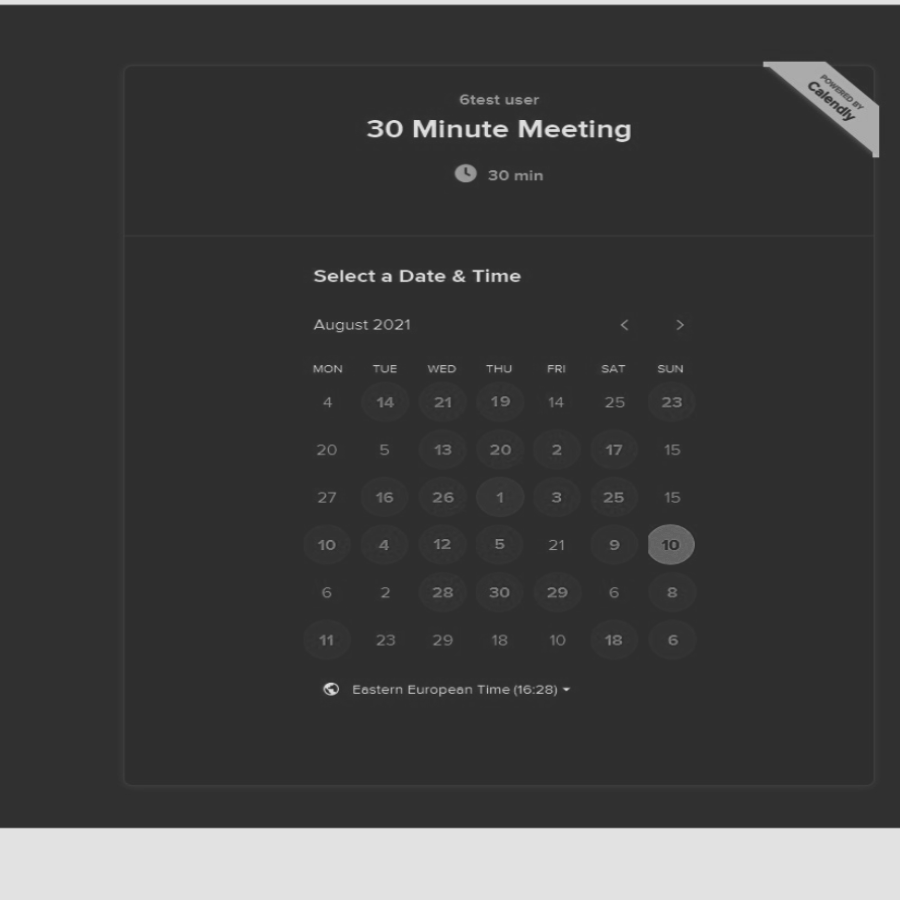 POWERED BY
Calendly
6test user
30 Minute Meeting
30 min
Select a Date & Time
August 2021
MON TUE WED THU FRI SAT SUN
4 14 21 19 14 25 23
20 5 13 20 2 17 15
27 16 26 1 3 25 15
10 4 12 5 21 9 10
6 2 28 30 29 6 8
11 23 29 18 10 18 6
Eastern European Time (16:28)